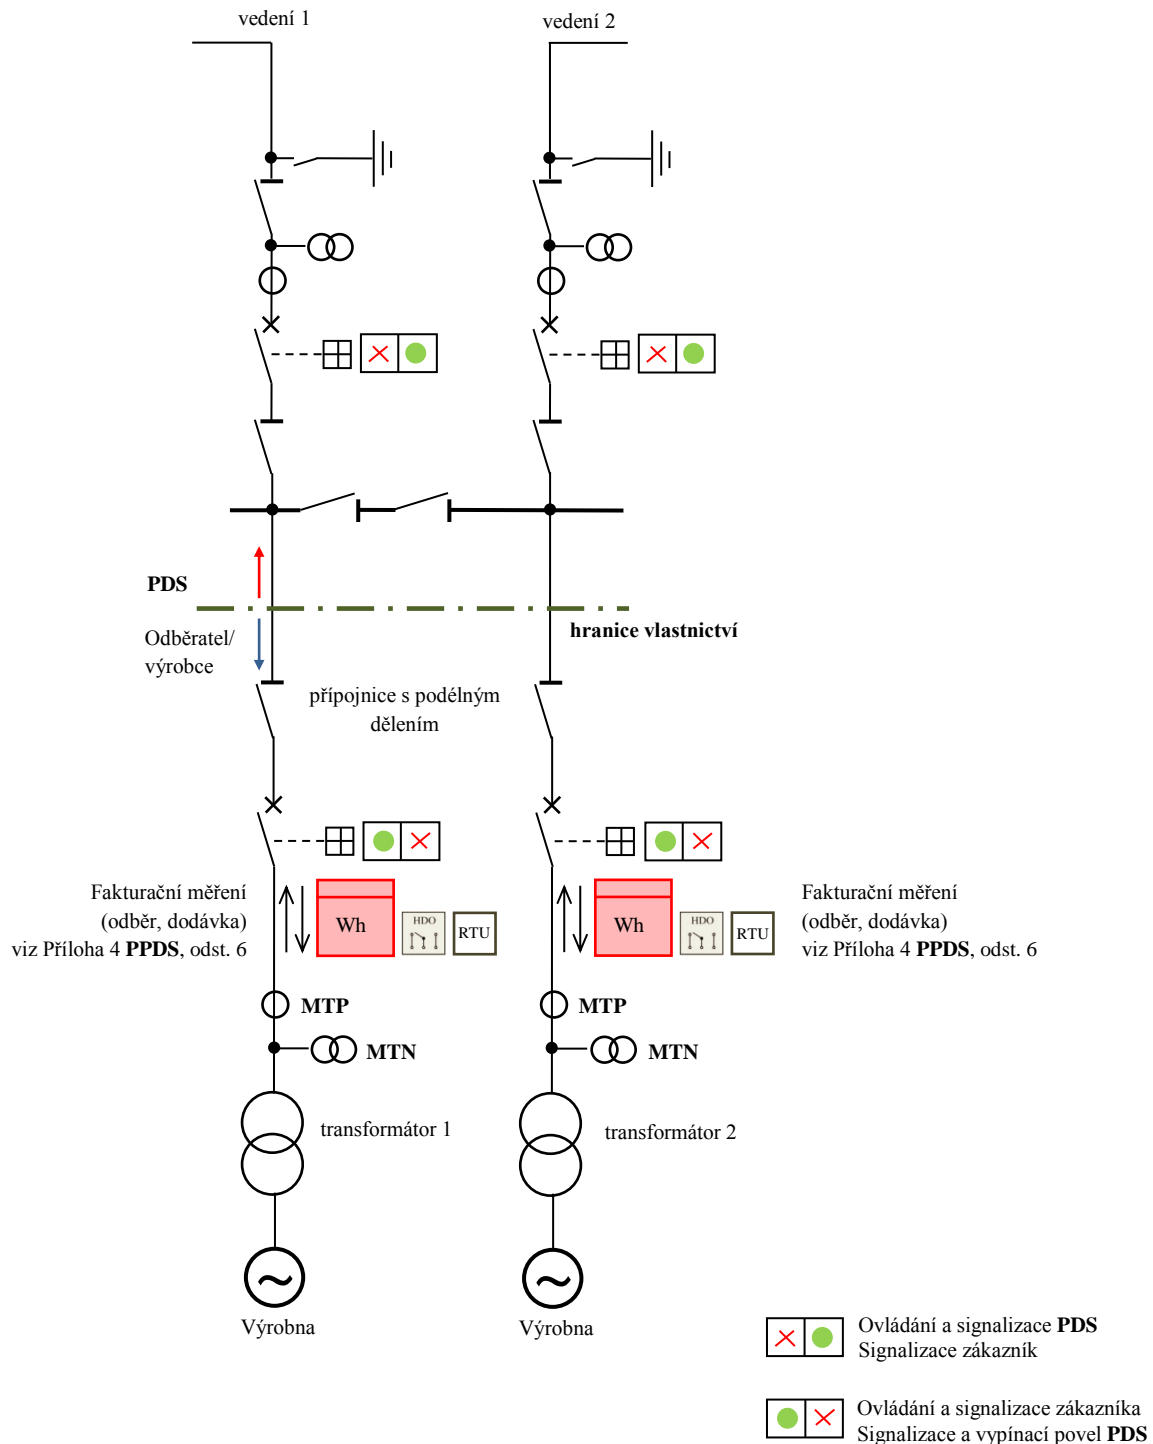 vedení 1
vedení 2
PDS
Odběratel/
výrobce
hranice vlastnictví
přípojnice s podélným
dělením
Fakturační měření
(odběr, dodávka)
viz Příloha 4 PPDS, odst. 6
Wh
HDO
RTU
Wh
HDO
RTU
Fakturační měření
(odběr, dodávka)
viz Příloha 4 PPDS, odst. 6
MTP
MTP
MTN
MTN
transformátor 1
transformátor 2
Výrobna
Výrobna
Ovládání a signalizace PDS
Signalizace zákazník
Ovládání a signalizace zákazníka
Signalizace a vypínací povel PDS